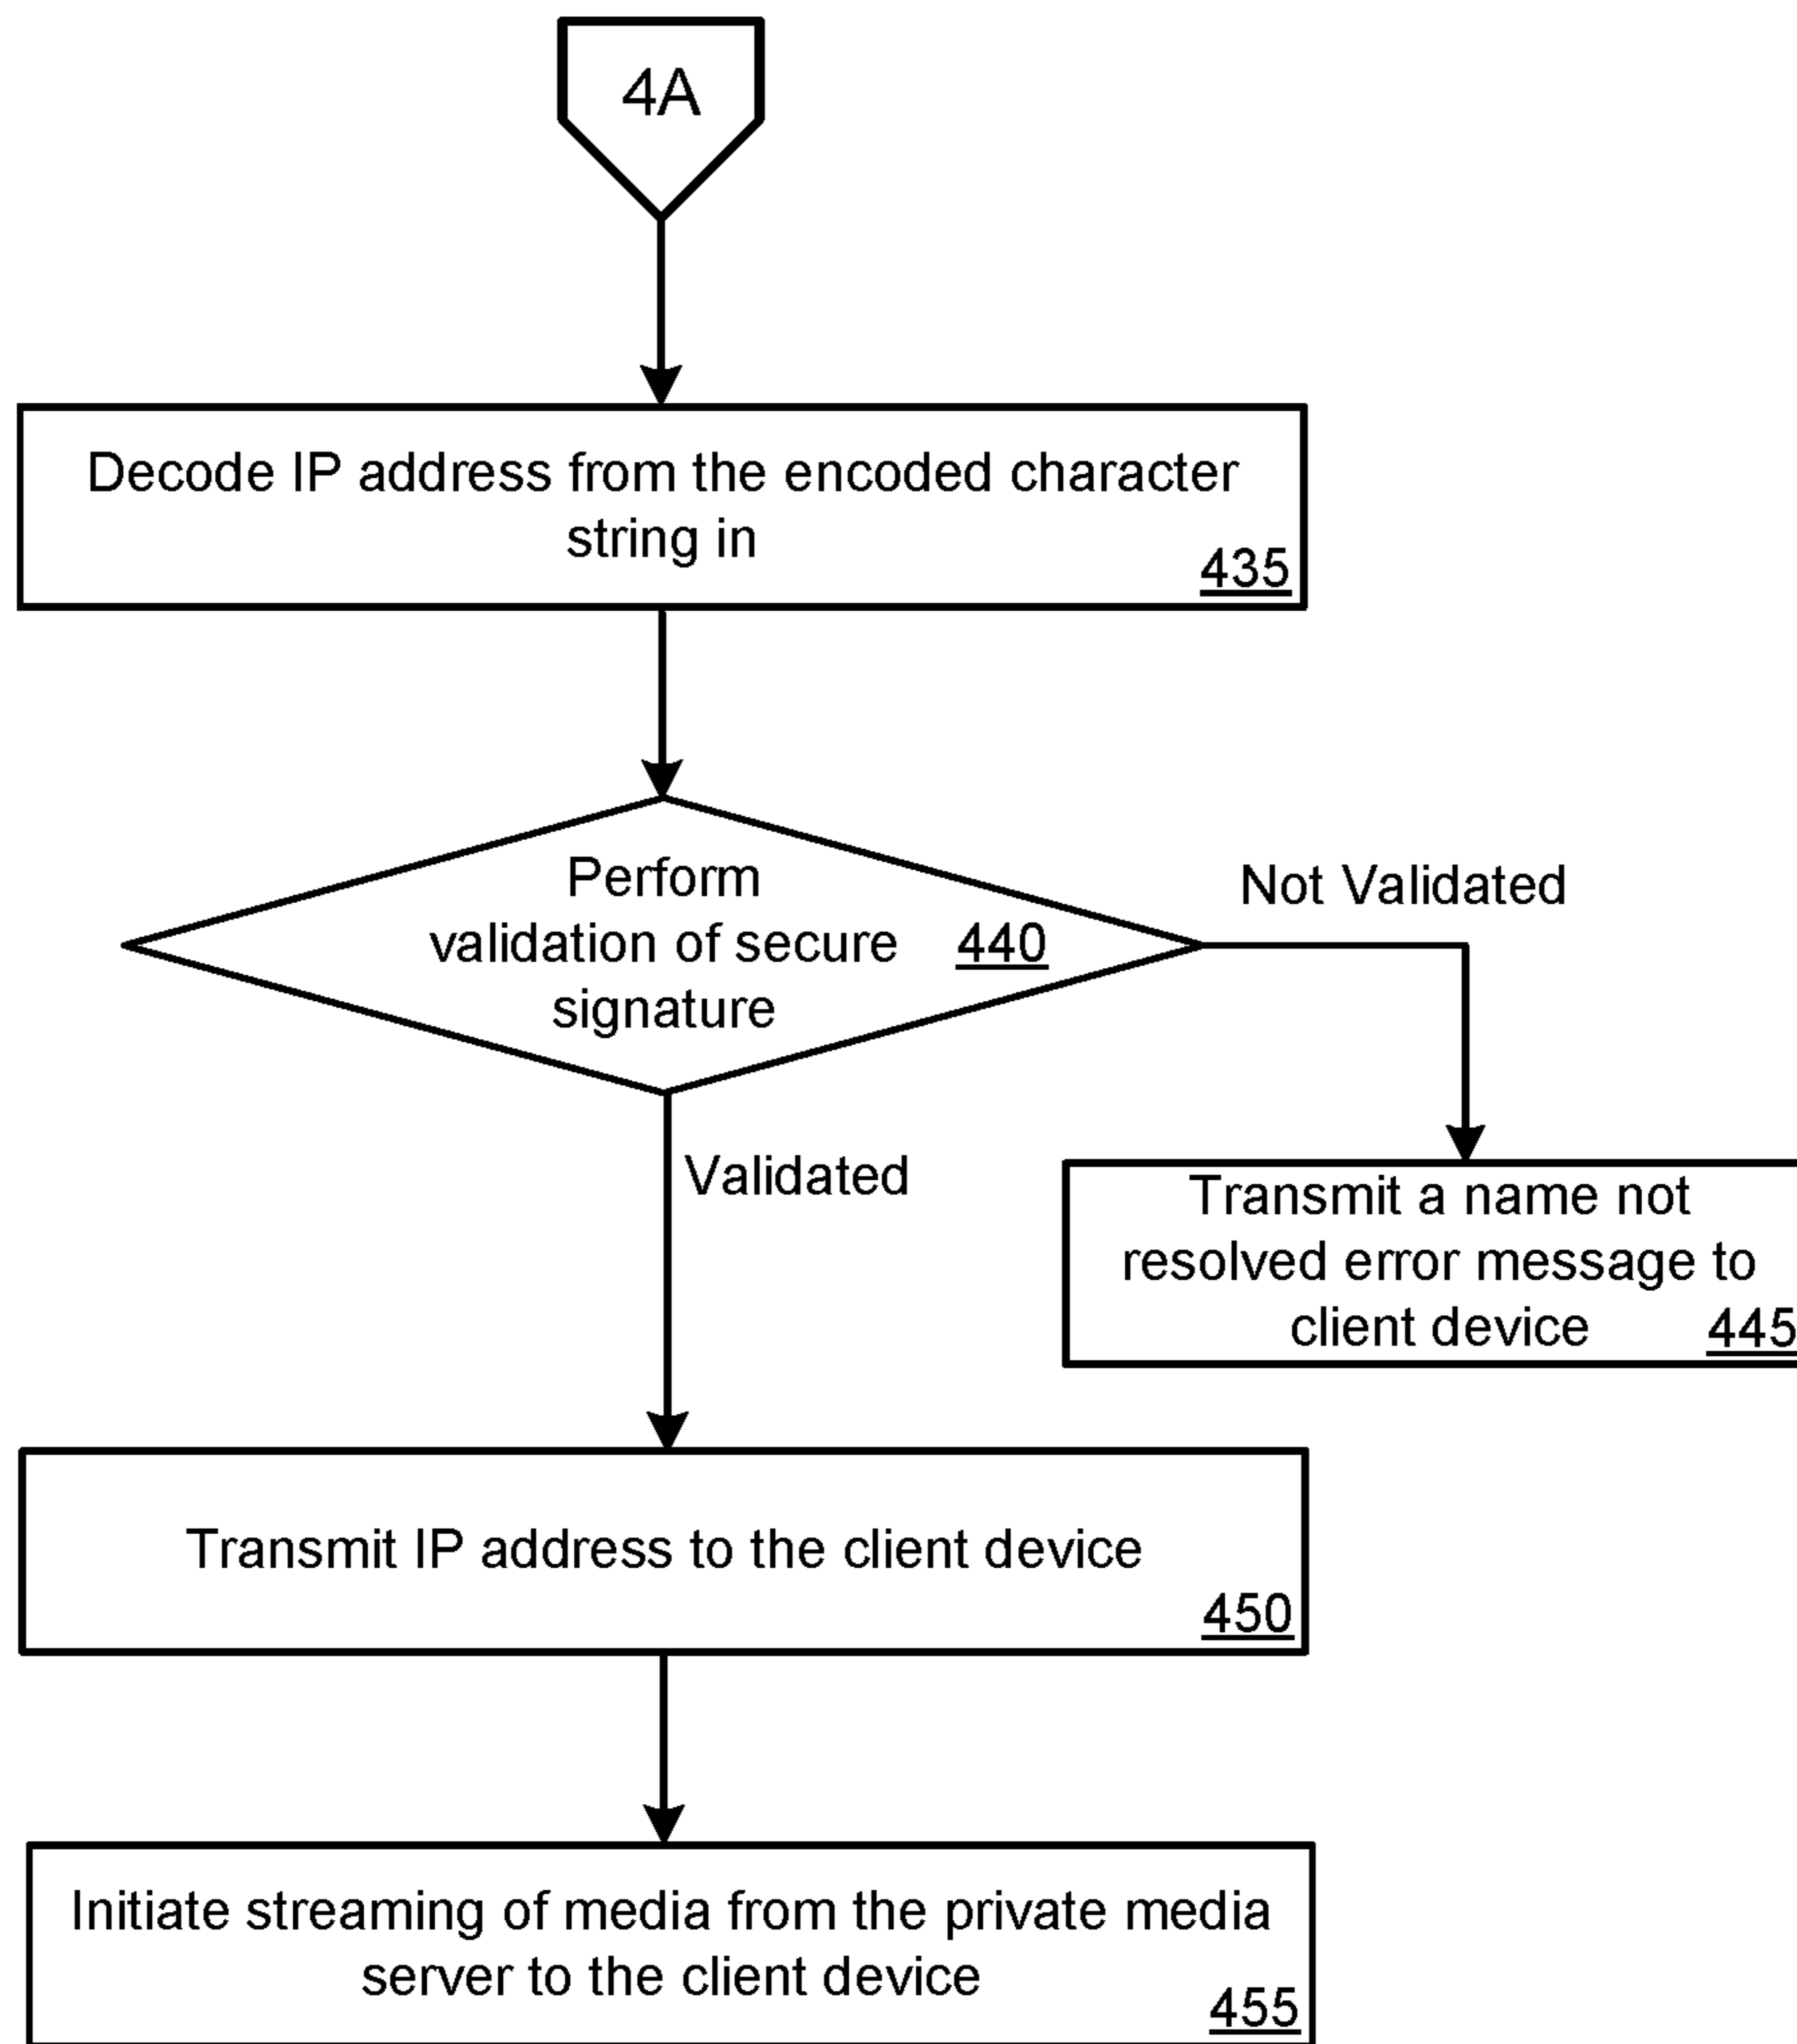 4A
Decode IP address from the encoded character
string in
435
Perform
validation of secure
signature
440
Not Validated
Validated
Transmit a name not
resolved error message to
client device
445
Transmit IP address to the client device
450
Initiate streaming of media from the private media
server to the client device
455